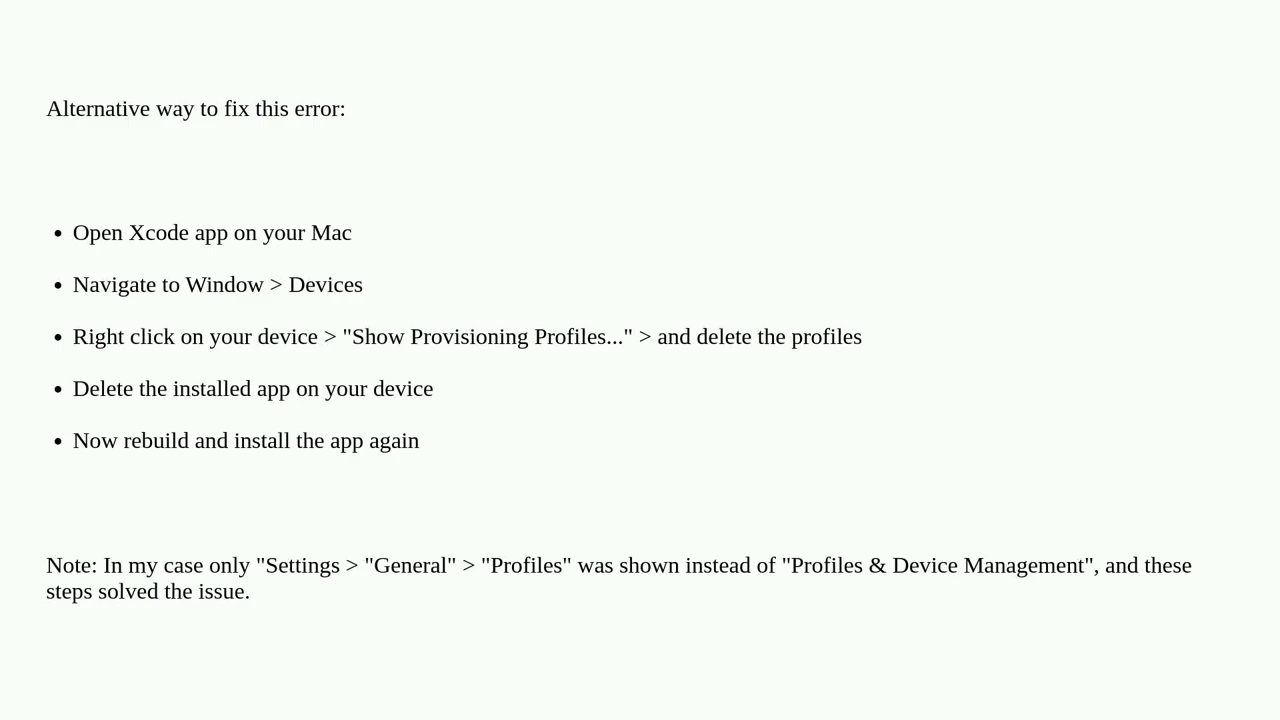 Alternative way to fix this error:
• Open Xcode app on your Mac
• Navigate to Window > Devices
• Right click on your device > "Show Provisioning Profiles..." > and delete the profiles
• Delete the installed app on your device
• Now rebuild and install the app again
Note: In my case only "Settings > "General" > "Profiles" was shown instead of "Profiles & Device Management", and these
steps solved the issue.